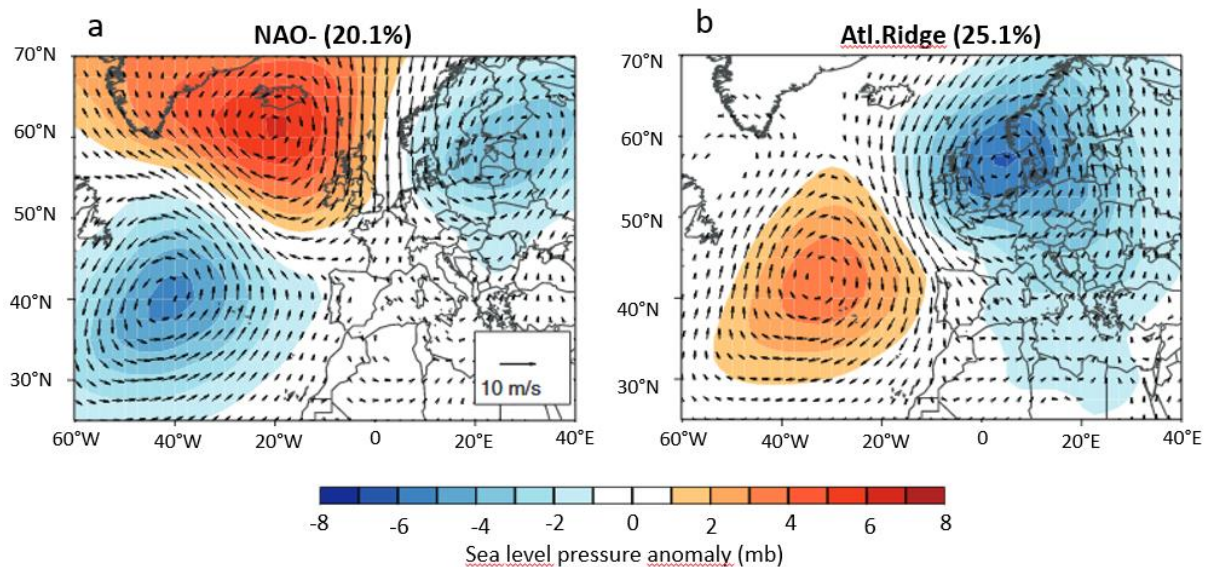 a
NAO- (20.1%)
70°N
60°N
50°N
40°N
30°N
60°W 40°W 20°W 0 20°E 40°E
10 m/s
b
Atl.Ridge (25.1%)
70°N
60°N
50°N
40°N
30°N
60°W 40°W 20°W 0 20°E 40°E
-8 -6 -4 -2 0 2 4 6 8
Sea level pressure anomaly (mb)